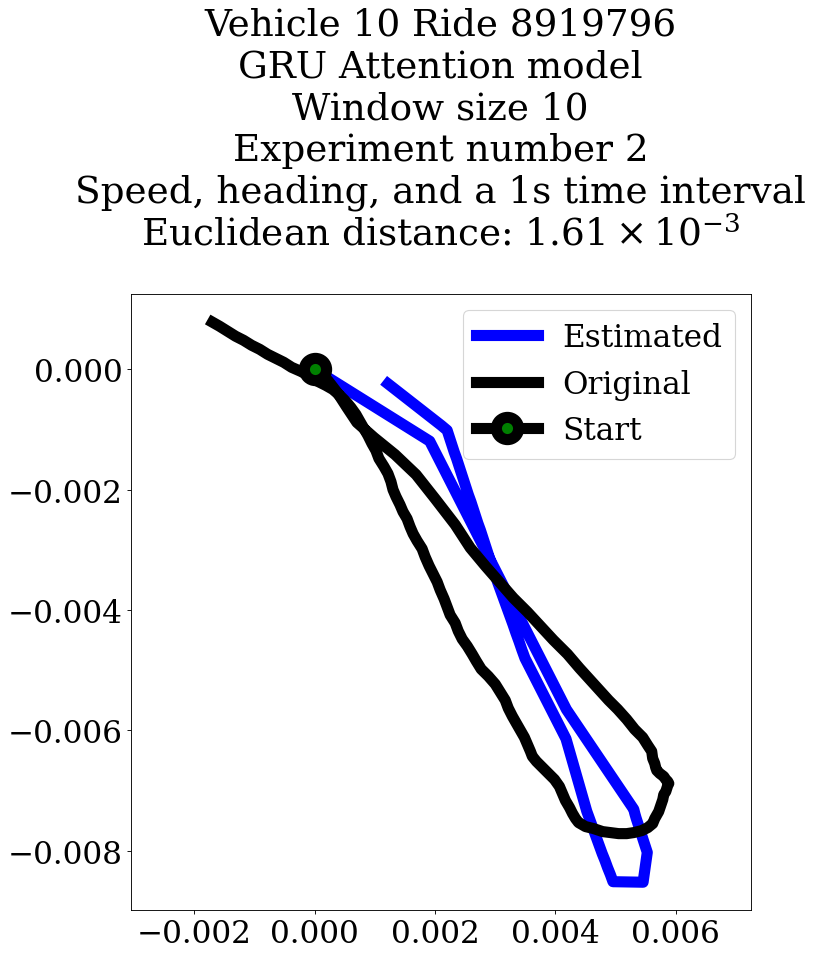 Vehicle 10 Ride 8919796
GRU Attention model
Window size 10
Experiment number 2
Speed, heading, and a 1s time interval
Euclidean distance: 1.61 × 10⁻³
Estimated
Original
Start
0.000
−0.002
−0.004
−0.006
−0.008
−0.002 0.000 0.002 0.004 0.006